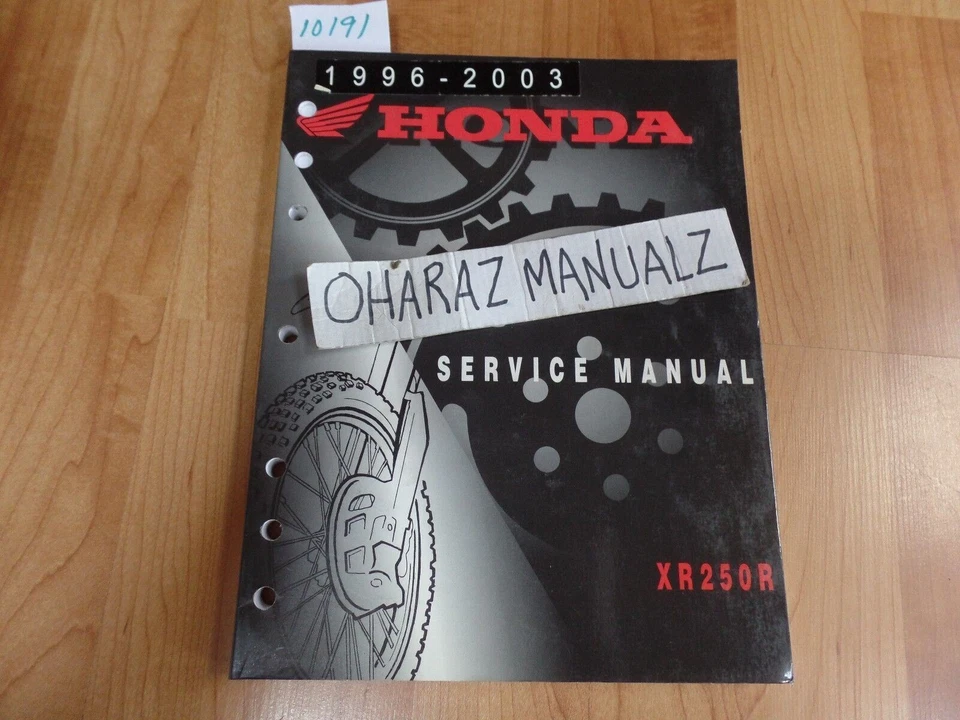 10191
1996-2003
HONDA
OHARAZ MANUALZ
SERVICE MANUAL
XR250R